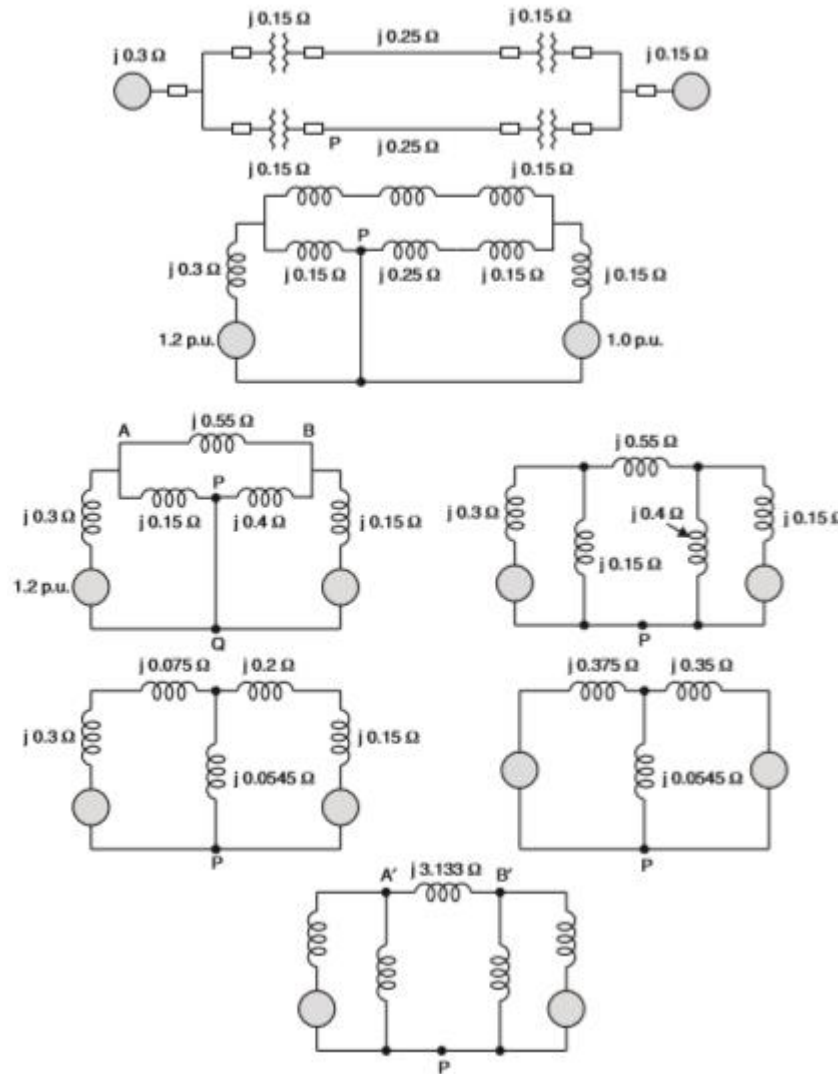 j 0.15 Ω j 0.15 Ω
j 0.3 Ω j 0.25 Ω j 0.15 Ω
P j 0.25 Ω
j 0.15 Ω j 0.15 Ω j 0.15 Ω
P
j 0.3 Ω j 0.15 Ω j 0.25 Ω j 0.15 Ω j 0.15 Ω
1.2 p.u. 1.0 p.u.
A j 0.55 Ω B
P
j 0.3 Ω j 0.15 Ω j 0.4 Ω j 0.15 Ω
1.2 p.u.
Q
j 0.55 Ω
j 0.3 Ω j 0.4 Ω j 0.15 Ω
j 0.15 Ω
P
j 0.075 Ω j 0.2 Ω
j 0.3 Ω j 0.15 Ω
j 0.0545 Ω
P
j 0.375 Ω j 0.35 Ω
j 0.0545 Ω
P
A′ j 3.133 Ω B′
P